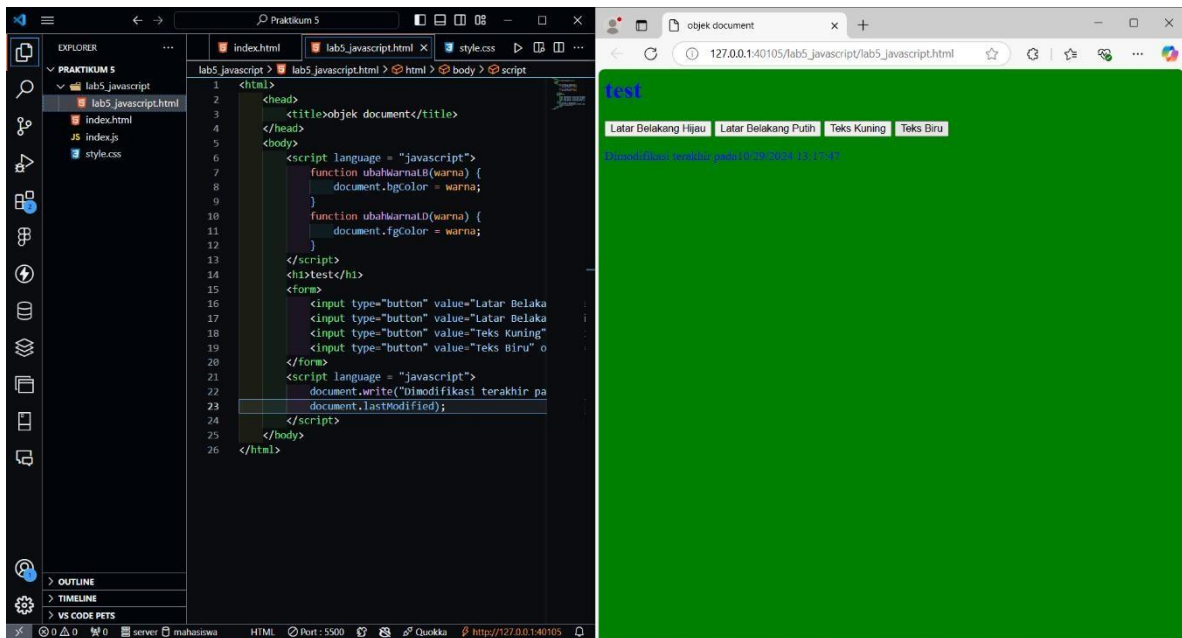 Praktikum 5
EXPLORER
PRAKTIKUM 5
lab5_javascript
lab5_javascript.html
index.html
index.js
style.css
OUTLINE
TIMELINE
VS CODE PETS
index.html lab5_javascript.html style.css
lab5_javascript > lab5_javascript.html > html > body > script
1 <html>
2 <head>
3 <title>objek document</title>
4 </head>
5 <body>
6 <script language = "javascript">
7 function ubahWarnaLB(warna) {
8 document.bgColor = warna;
9 }
10 function ubahWarnaLD(warna) {
11 document.fgColor = warna;
12 }
13 </script>
14 <h1>test</h1>
15 <form>
16 <input type="button" value="Latar Belaka
17 <input type="button" value="Latar Belaka
18 <input type="button" value="Teks Kuning"
19 <input type="button" value="Teks Biru" o
20 </form>
21 <script language = "javascript">
22 document.write("Dimodifikasi terakhir pa
23 document.lastModified);
24 </script>
25 </body>
26 </html>
0 0 0 server mahasiswa HTML Port : 5500 Quokka http://127.0.0.1:40105
objek document
127.0.0.1:40105/lab5_javascript/lab5_javascript.html
test
Latar Belakang Hijau Latar Belakang Putih Teks Kuning Teks Biru
Dimodifikasi terakhir pada10/29/2024 13:17:47